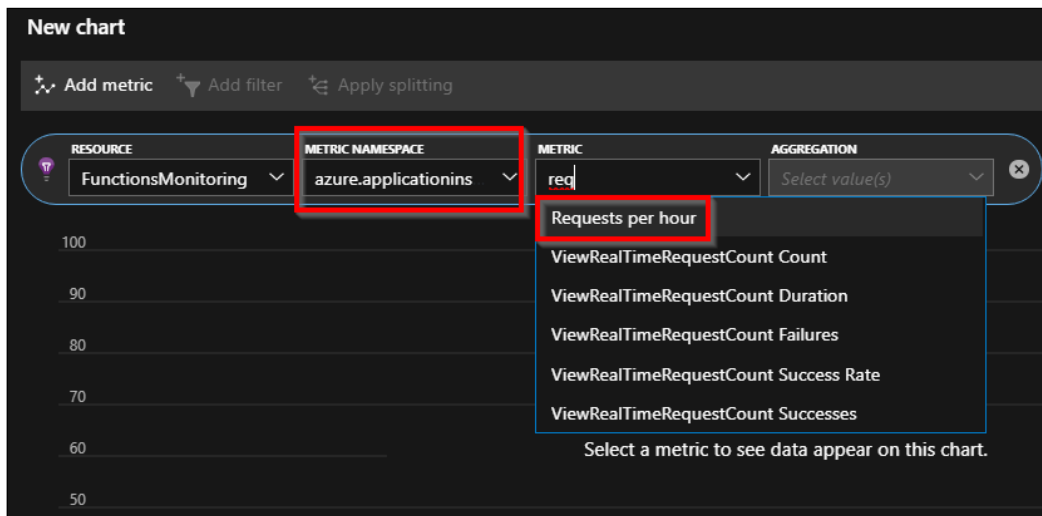 New chart
Add metric Add filter Apply splitting
RESOURCE METRIC NAMESPACE METRIC AGGREGATION
FunctionsMonitoring azure.applicationins... req Select value(s)
Requests per hour
100
ViewRealTimeRequestCount Count
90
ViewRealTimeRequestCount Duration
80
ViewRealTimeRequestCount Failures
70
ViewRealTimeRequestCount Success Rate
ViewRealTimeRequestCount Successes
60
Select a metric to see data appear on this chart.
50